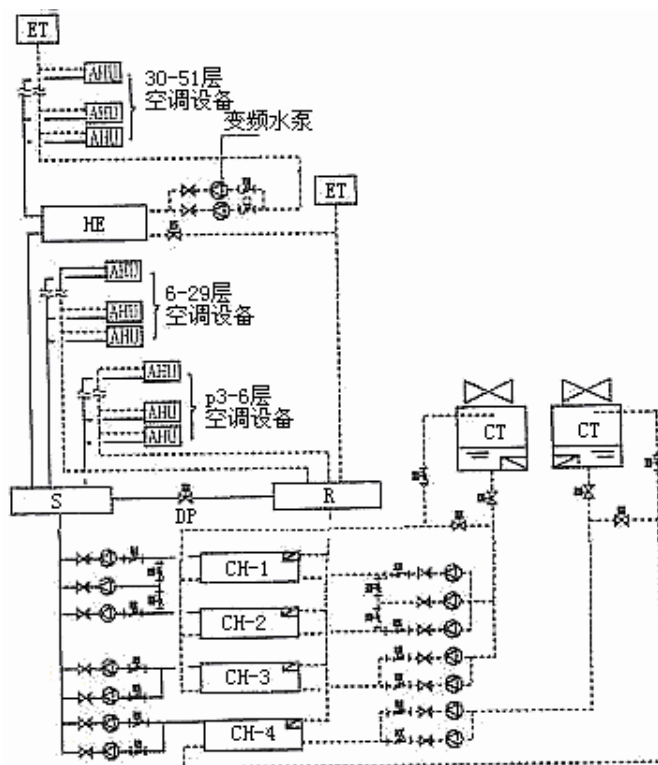 ET
AHU
30-51层
空调设备
AHU
AHU
变频水泵
ET
HE
AHU
6-29层
空调设备
AHU
AHU
AHU
p3-6层
空调设备
AHU
AHU
CT
CT
S
R
DP
CH-1
CH-2
CH-3
CH-4